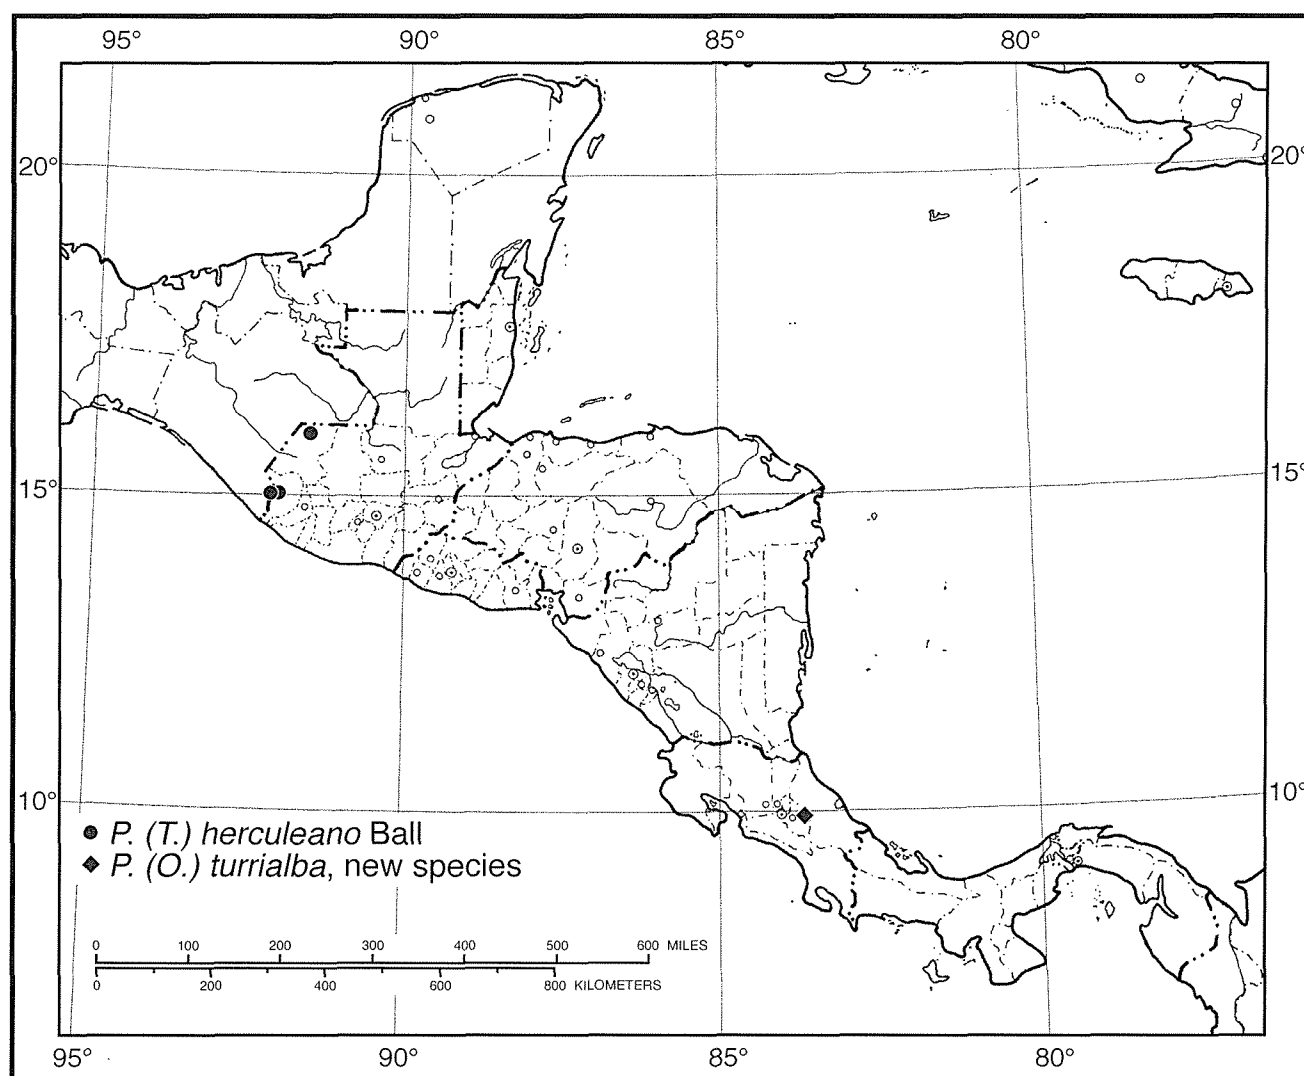 95° 90° 85° 80°
20° 20°
15° 15°
10° 10°
P. (T.) herculeano Ball
P. (O.) turrialba, new species
0 100 200 300 400 500 600 MILES
0 200 400 600 800 KILOMETERS
95° 90° 85° 80°